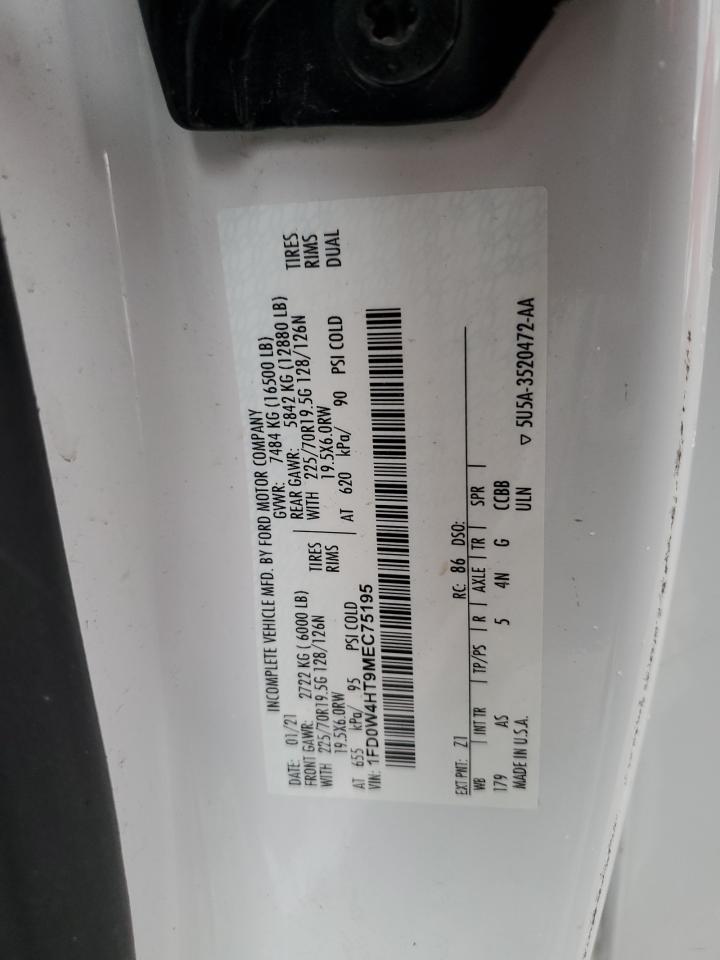 INCOMPLETE VEHICLE MFD. BY FORD MOTOR COMPANY
DATE: 01/21 GVWR: 7484 KG (16500 LB)
FRONT GAWR: 2722 KG ( 6000 LB) REAR GAWR: 5842 KG (12880 LB)
WITH 225/70R19.5G 128/126N TIRES WITH 225/70R19.5G 128/126N TIRES
19.5X6.0RW RIMS 19.5X6.0RW RIMS
AT 655 kPa/ 95 PSI COLD AT 620 kPa/ 90 PSI COLD DUAL
VIN: 1FD0W4HT9MEC75195
EXT PNT: Z1 RC: 86 DSO:
WB | INT TR | TP/PS | R | AXLE | TR | SPR |
179 AS 5 4N G CCBB
MADE IN U.S.A. ULN
▽ 5U5A-3520472-AA